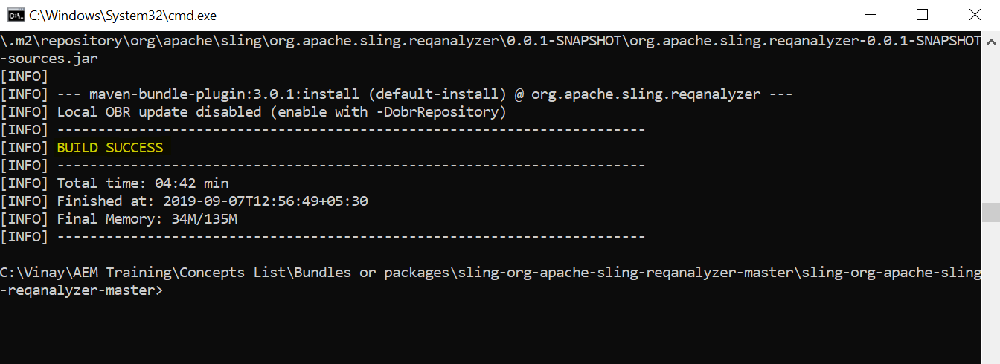 C:\Windows\System32\cmd.exe
\.m2\repository\org\apache\sling\org.apache.sling.reqanalyzer\0.0.1-SNAPSHOT\org.apache.sling.reqanalyzer-0.0.1-SNAPSHOT
-sources.jar
[INFO]
[INFO] --- maven-bundle-plugin:3.0.1:install (default-install) @ org.apache.sling.reqanalyzer ---
[INFO] Local OBR update disabled (enable with -DobrRepository)
[INFO] ------------------------------------------------------------------------
[INFO] BUILD SUCCESS
[INFO] ------------------------------------------------------------------------
[INFO] Total time: 04:42 min
[INFO] Finished at: 2019-09-07T12:56:49+05:30
[INFO] Final Memory: 34M/135M
[INFO] ------------------------------------------------------------------------
C:\Vinay\AEM Training\Concepts List\Bundles or packages\sling-org-apache-sling-reqanalyzer-master\sling-org-apache-sling
-reqanalyzer-master>